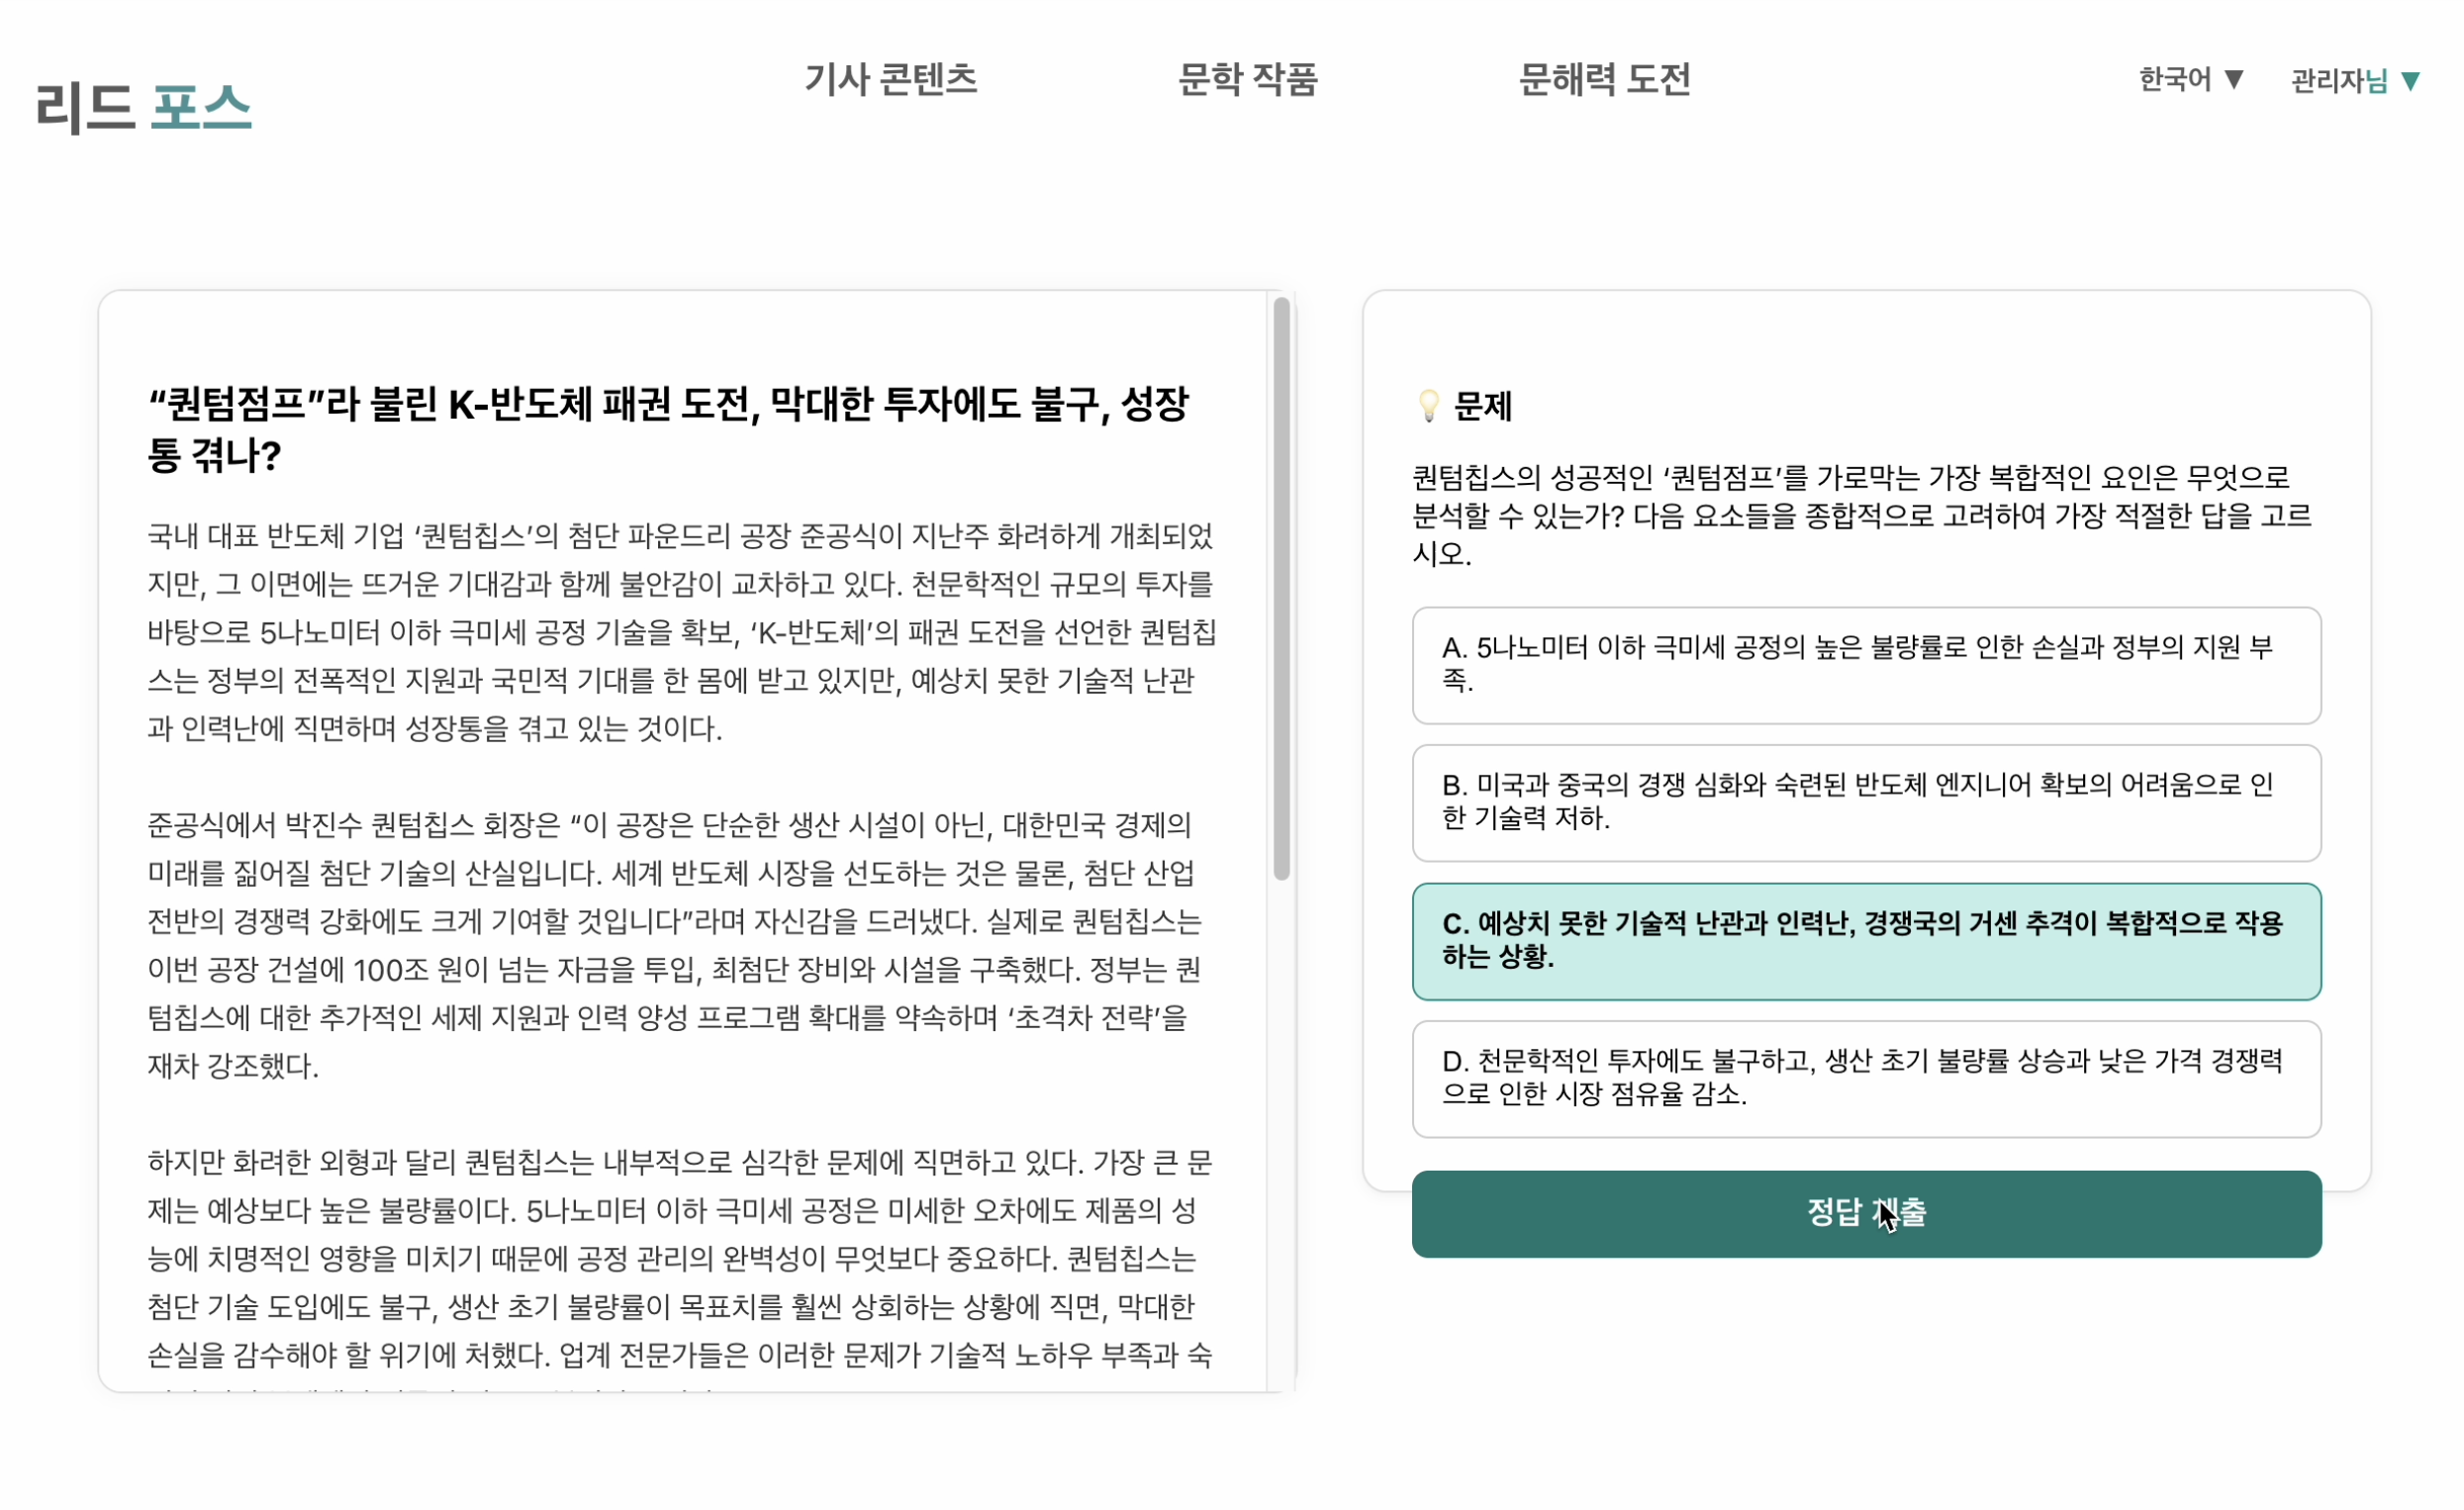 리드 포스
기사 콘텐츠
문학 작품
문해력 도전
한국어 ▼
관리자님 ▼
“퀀텀점프”라 불린 K-반도체 패권 도전, 막대한 투자에도 불구, 성장
통 겪나?
국내 대표 반도체 기업 ‘퀀텀칩스’의 첨단 파운드리 공장 준공식이 지난주 화려하게 개최되었
지만, 그 이면에는 뜨거운 기대감과 함께 불안감이 교차하고 있다. 천문학적인 규모의 투자를
바탕으로 5나노미터 이하 극미세 공정 기술을 확보, ‘K-반도체’의 패권 도전을 선언한 퀀텀칩
스는 정부의 전폭적인 지원과 국민적 기대를 한 몸에 받고 있지만, 예상치 못한 기술적 난관
과 인력난에 직면하며 성장통을 겪고 있는 것이다.
준공식에서 박진수 퀀텀칩스 회장은 “이 공장은 단순한 생산 시설이 아닌, 대한민국 경제의
미래를 짊어질 첨단 기술의 산실입니다. 세계 반도체 시장을 선도하는 것은 물론, 첨단 산업
전반의 경쟁력 강화에도 크게 기여할 것입니다”라며 자신감을 드러냈다. 실제로 퀀텀칩스는
이번 공장 건설에 100조 원이 넘는 자금을 투입, 최첨단 장비와 시설을 구축했다. 정부는 퀀
텀칩스에 대한 추가적인 세제 지원과 인력 양성 프로그램 확대를 약속하며 ‘초격차 전략’을
재차 강조했다.
하지만 화려한 외형과 달리 퀀텀칩스는 내부적으로 심각한 문제에 직면하고 있다. 가장 큰 문
제는 예상보다 높은 불량률이다. 5나노미터 이하 극미세 공정은 미세한 오차에도 제품의 성
능에 치명적인 영향을 미치기 때문에 공정 관리의 완벽성이 무엇보다 중요하다. 퀀텀칩스는
첨단 기술 도입에도 불구, 생산 초기 불량률이 목표치를 훨씬 상회하는 상황에 직면, 막대한
손실을 감수해야 할 위기에 처했다. 업계 전문가들은 이러한 문제가 기술적 노하우 부족과 숙
💡 문제
퀀텀칩스의 성공적인 ‘퀀텀점프’를 가로막는 가장 복합적인 요인은 무엇으로
분석할 수 있는가? 다음 요소들을 종합적으로 고려하여 가장 적절한 답을 고르
시오.
A. 5나노미터 이하 극미세 공정의 높은 불량률로 인한 손실과 정부의 지원 부
족.
B. 미국과 중국의 경쟁 심화와 숙련된 반도체 엔지니어 확보의 어려움으로 인
한 기술력 저하.
C. 예상치 못한 기술적 난관과 인력난, 경쟁국의 거센 추격이 복합적으로 작용
하는 상황.
D. 천문학적인 투자에도 불구하고, 생산 초기 불량률 상승과 낮은 가격 경쟁력
으로 인한 시장 점유율 감소.
정답 제출